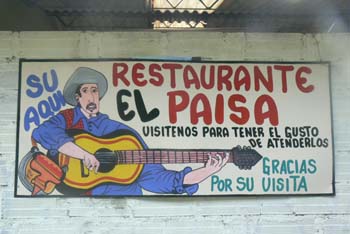 SU
AQUI
RESTAURANTE
EL PAISA
VISITENOS PARA TENER EL GUSTO
DE ATENDERLOS
GRACIAS
POR SU VISITA